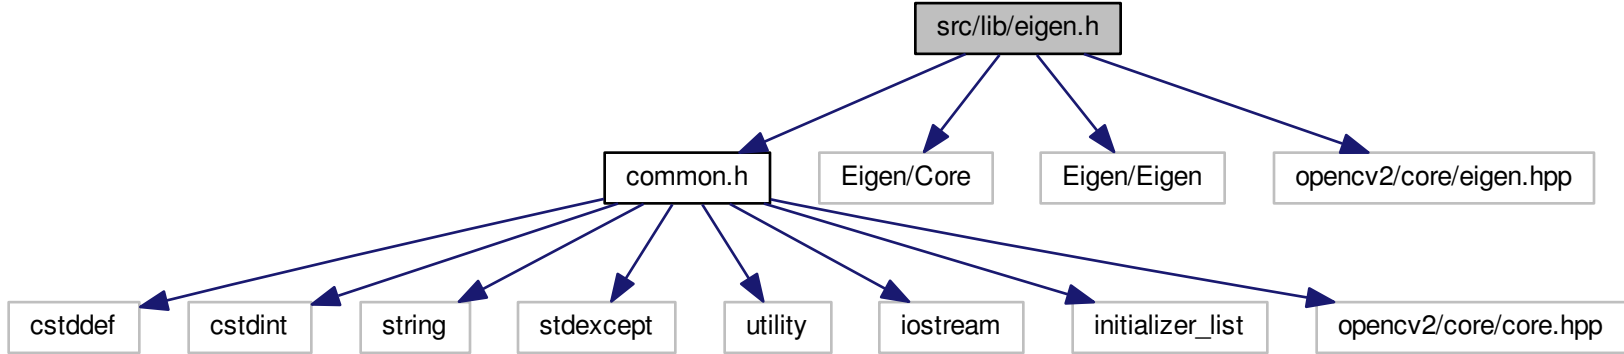 src/lib/eigen.h
common.h
Eigen/Core
Eigen/Eigen
opencv2/core/eigen.hpp
cstddef
cstdint
string
stdexcept
utility
iostream
initializer_list
opencv2/core/core.hpp